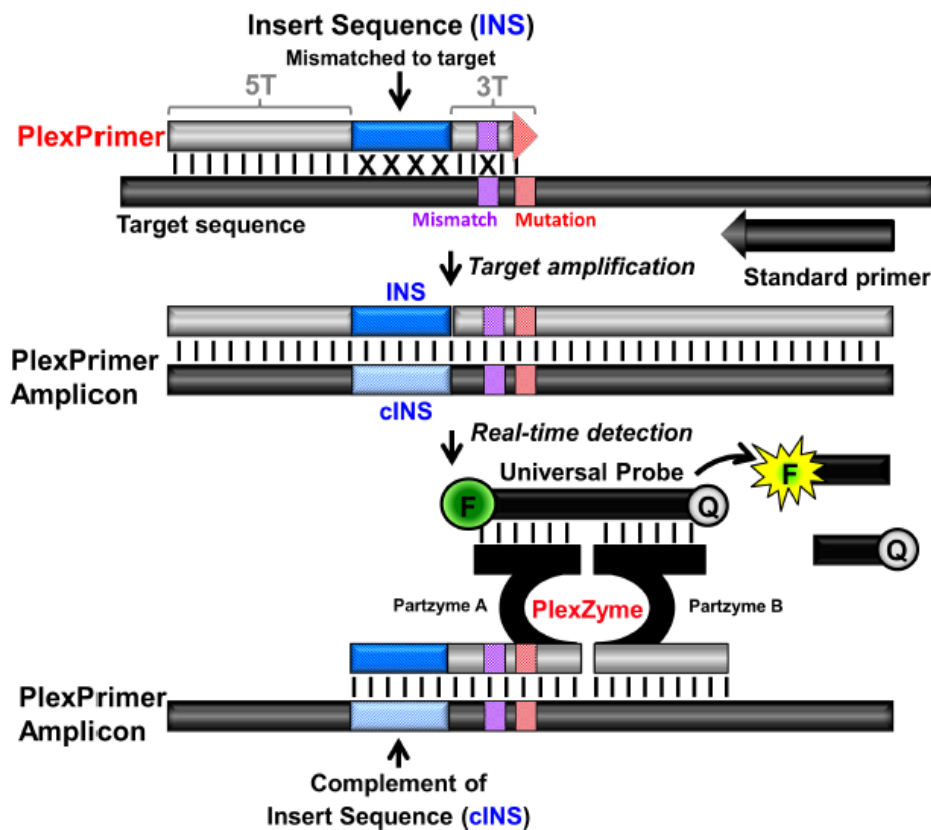 Insert Sequence (INS)
Mismatched to target
5T
3T
PlexPrimer
X X X X
X
Target sequence
Mismatch
Mutation
Target amplification
Standard primer
INS
PlexPrimer
Amplicon
cINS
Real-time detection
Universal Probe
F
F
Q
Q
Partzyme A
PlexZyme
Partzyme B
PlexPrimer
Amplicon
Complement of
Insert Sequence (cINS)